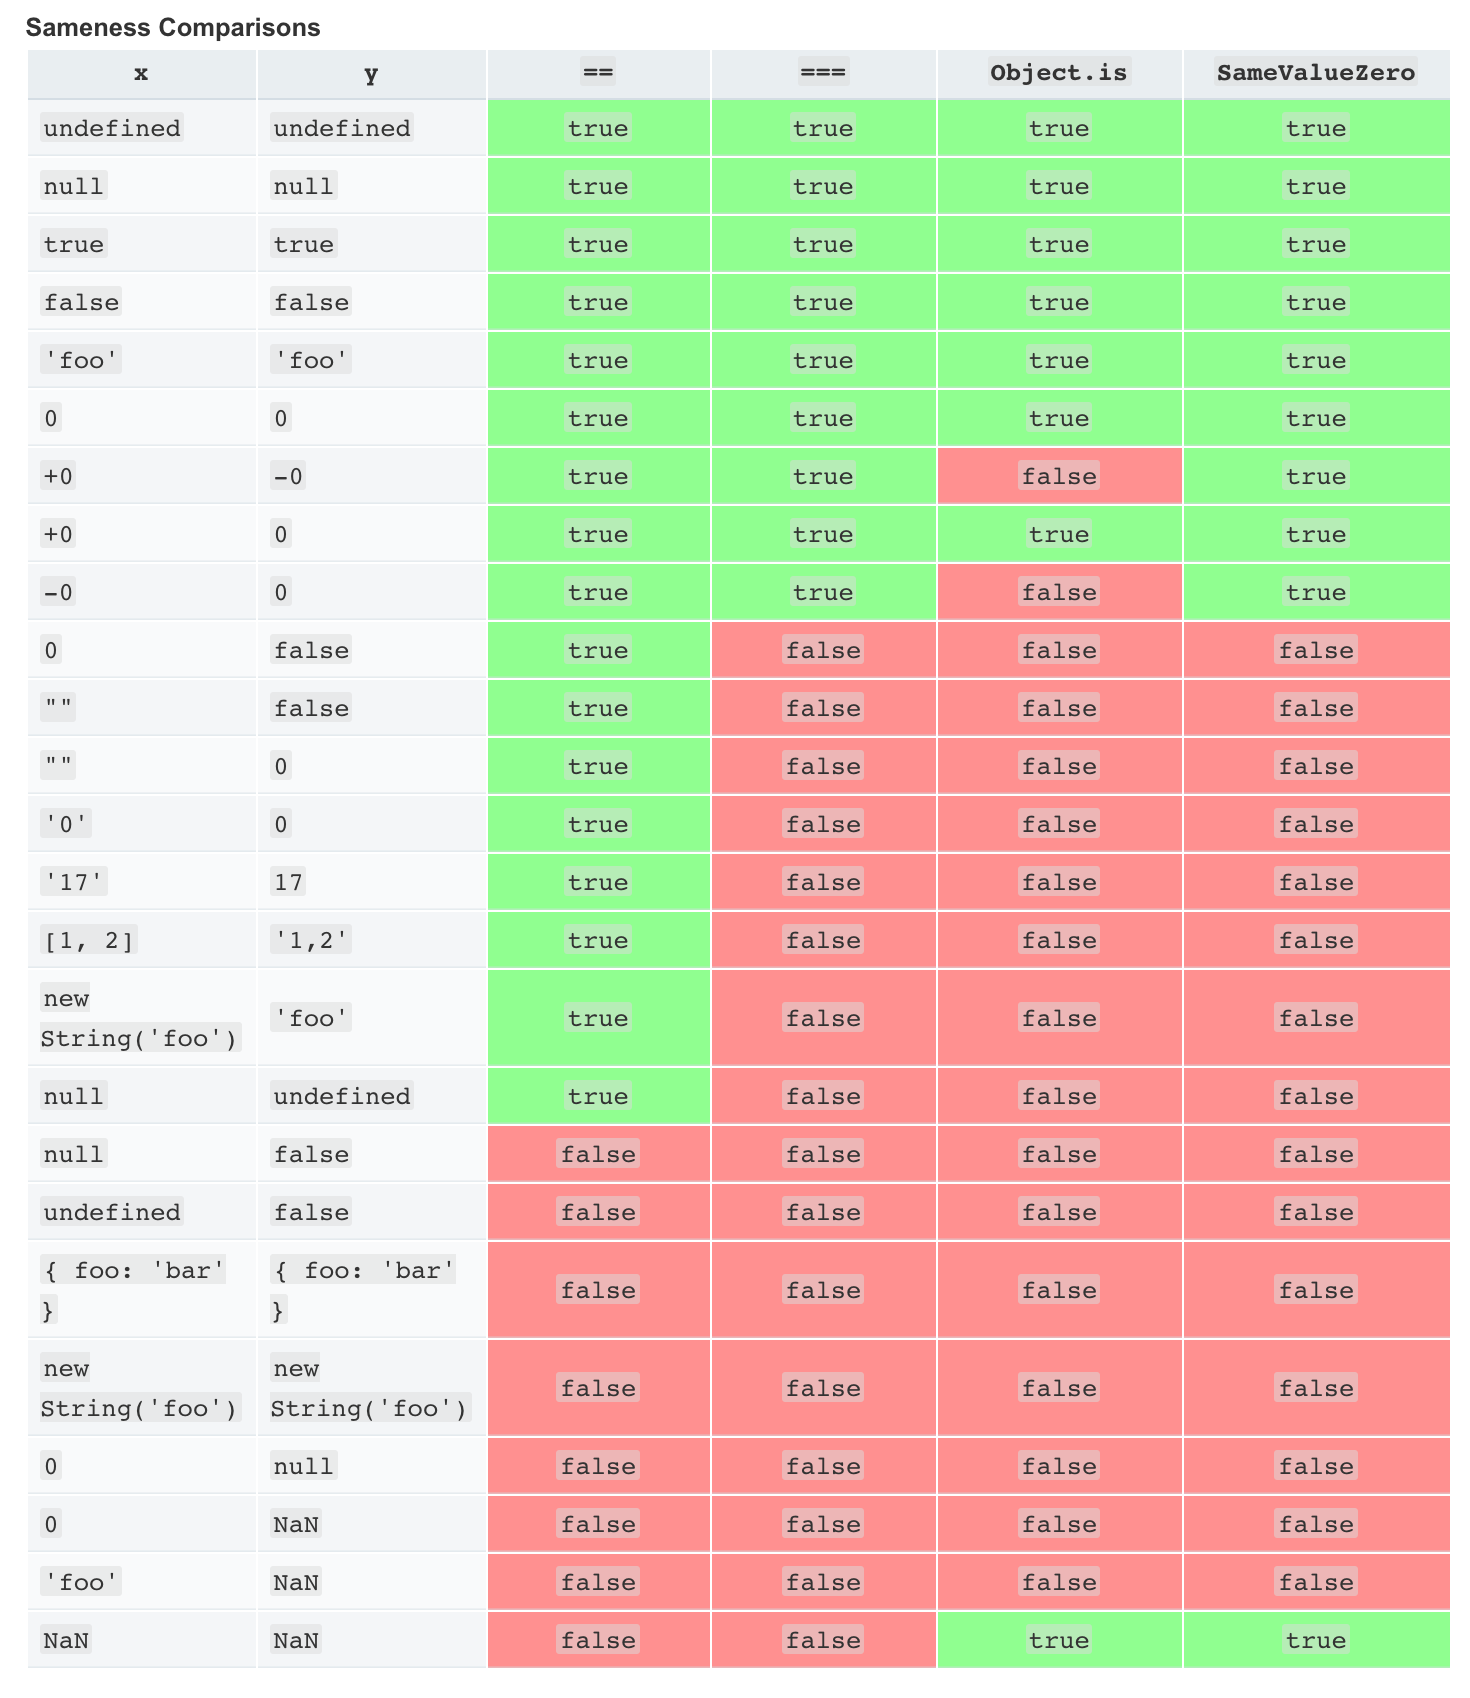 Sameness Comparisons
x y == === Object.is SameValueZero
undefined undefined true true true true
null null true true true true
true true true true true true
false false true true true true
'foo' 'foo' true true true true
0 0 true true true true
+0 -0 true true false true
+0 0 true true true true
-0 0 true true false true
0 false true false false false
"" false true false false false
"" 0 true false false false
'0' 0 true false false false
'17' 17 true false false false
[1, 2] '1,2' true false false false
new
String('foo') 'foo' true false false false
null undefined true false false false
null false false false false false
undefined false false false false false
{ foo: 'bar' { foo: 'bar'
} } false false false false
new new
String('foo') String('foo') false false false false
0 null false false false false
0 NaN false false false false
'foo' NaN false false false false
NaN NaN false false true true